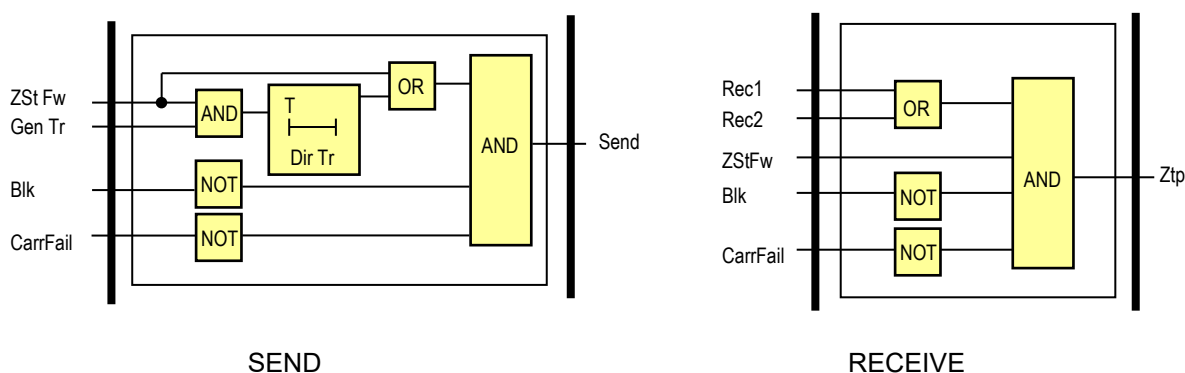 ZSt Fw
Gen Tr
Blk
CarrFail
AND
T
Dir Tr
OR
NOT
NOT
AND
Send
SEND
Rec1
Rec2
ZStFw
Blk
CarrFail
OR
NOT
NOT
AND
Ztp
RECEIVE